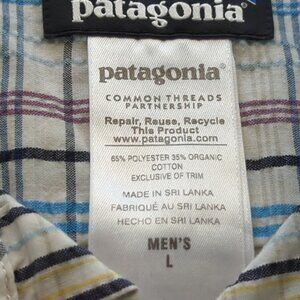 patagonia®
patagonia®
COMMON THREADS
PARTNERSHIP
Repair, Reuse, Recycle
This Product
www.patagonia.com
65% POLYESTER 35% ORGANIC
COTTON
EXCLUSIVE OF TRIM
MADE IN SRI LANKA
FABRIQUÉ AU SRI LANKA
HECHO EN SRI LANKA
MEN'S
L